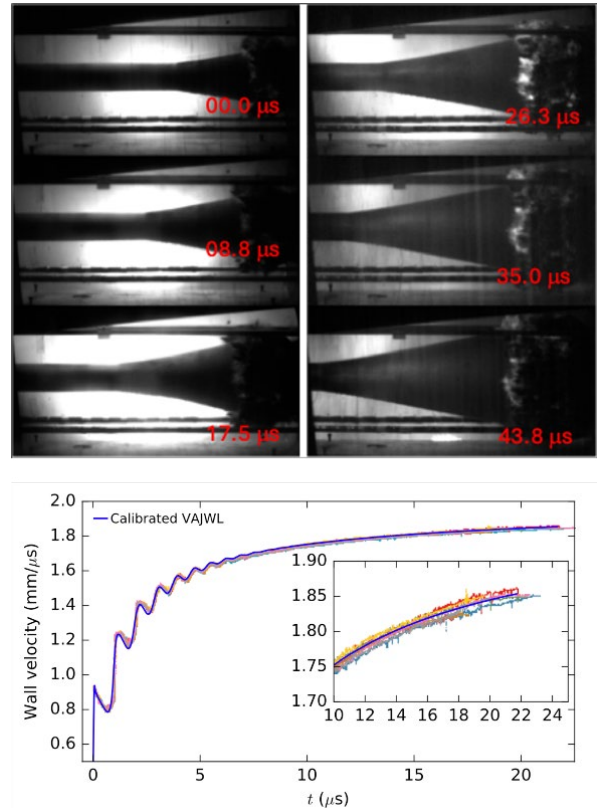 00.0 μs
26.3 μs
08.8 μs
35.0 μs
17.5 μs
43.8 μs
2.0
1.8
1.6
1.4
1.2
1.0
0.8
0.6
Wall velocity (mm/μs)
Calibrated VAJWL
1.90
1.85
1.80
1.75
1.70
10 12 14 16 18 20 22 24
0 5 10 15 20
t (μs)